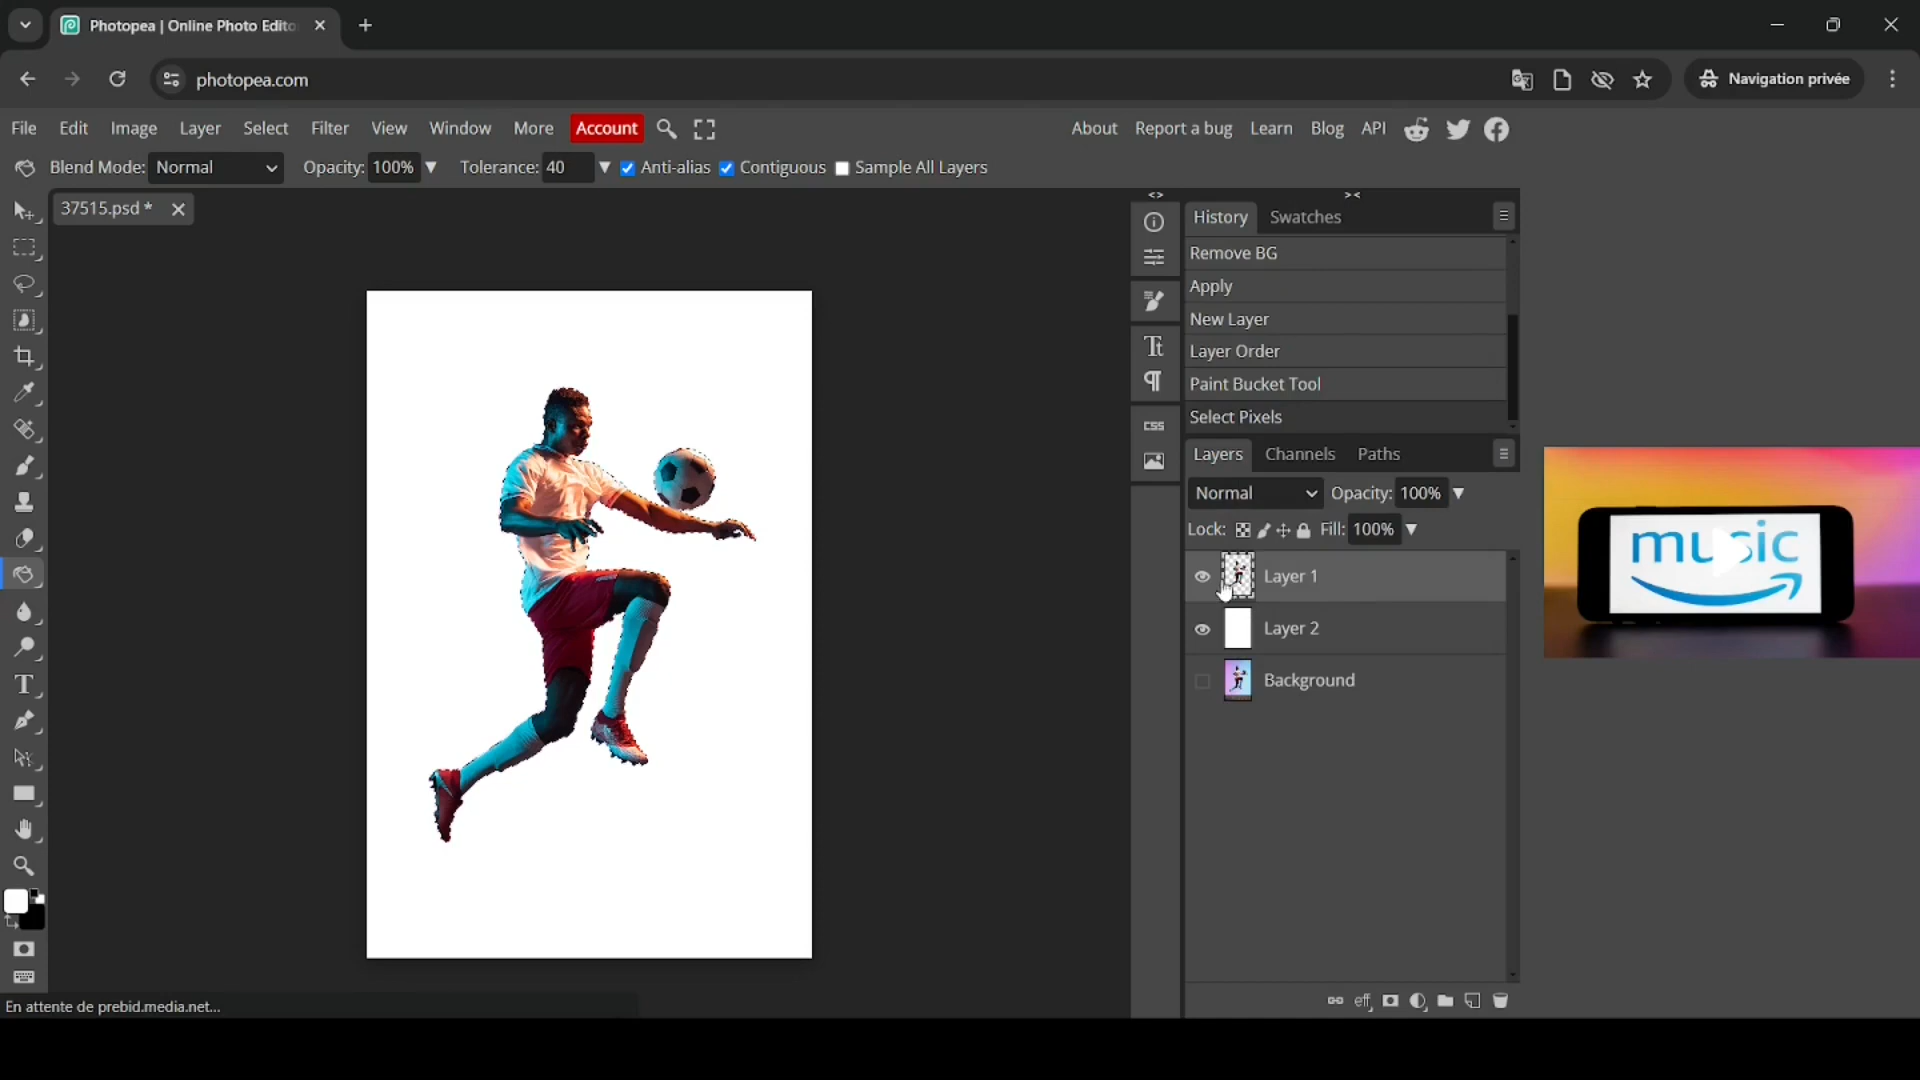 Photopea | Online Photo Edito
photopea.com
Navigation privée
File Edit Image Layer Select Filter View Window More Account
About Report a bug Learn Blog API
Blend Mode: Normal Opacity: 100% Tolerance: 40 Anti-alias Contiguous Sample All Layers
37515.psd *
History Swatches
Remove BG
Apply
New Layer
Layer Order
Paint Bucket Tool
Select Pixels
CSS
Layers Channels Paths
Normal Opacity: 100%
Lock: Fill: 100%
Layer 1
Layer 2
Background
music
eff
En attente de prebid.media.net...